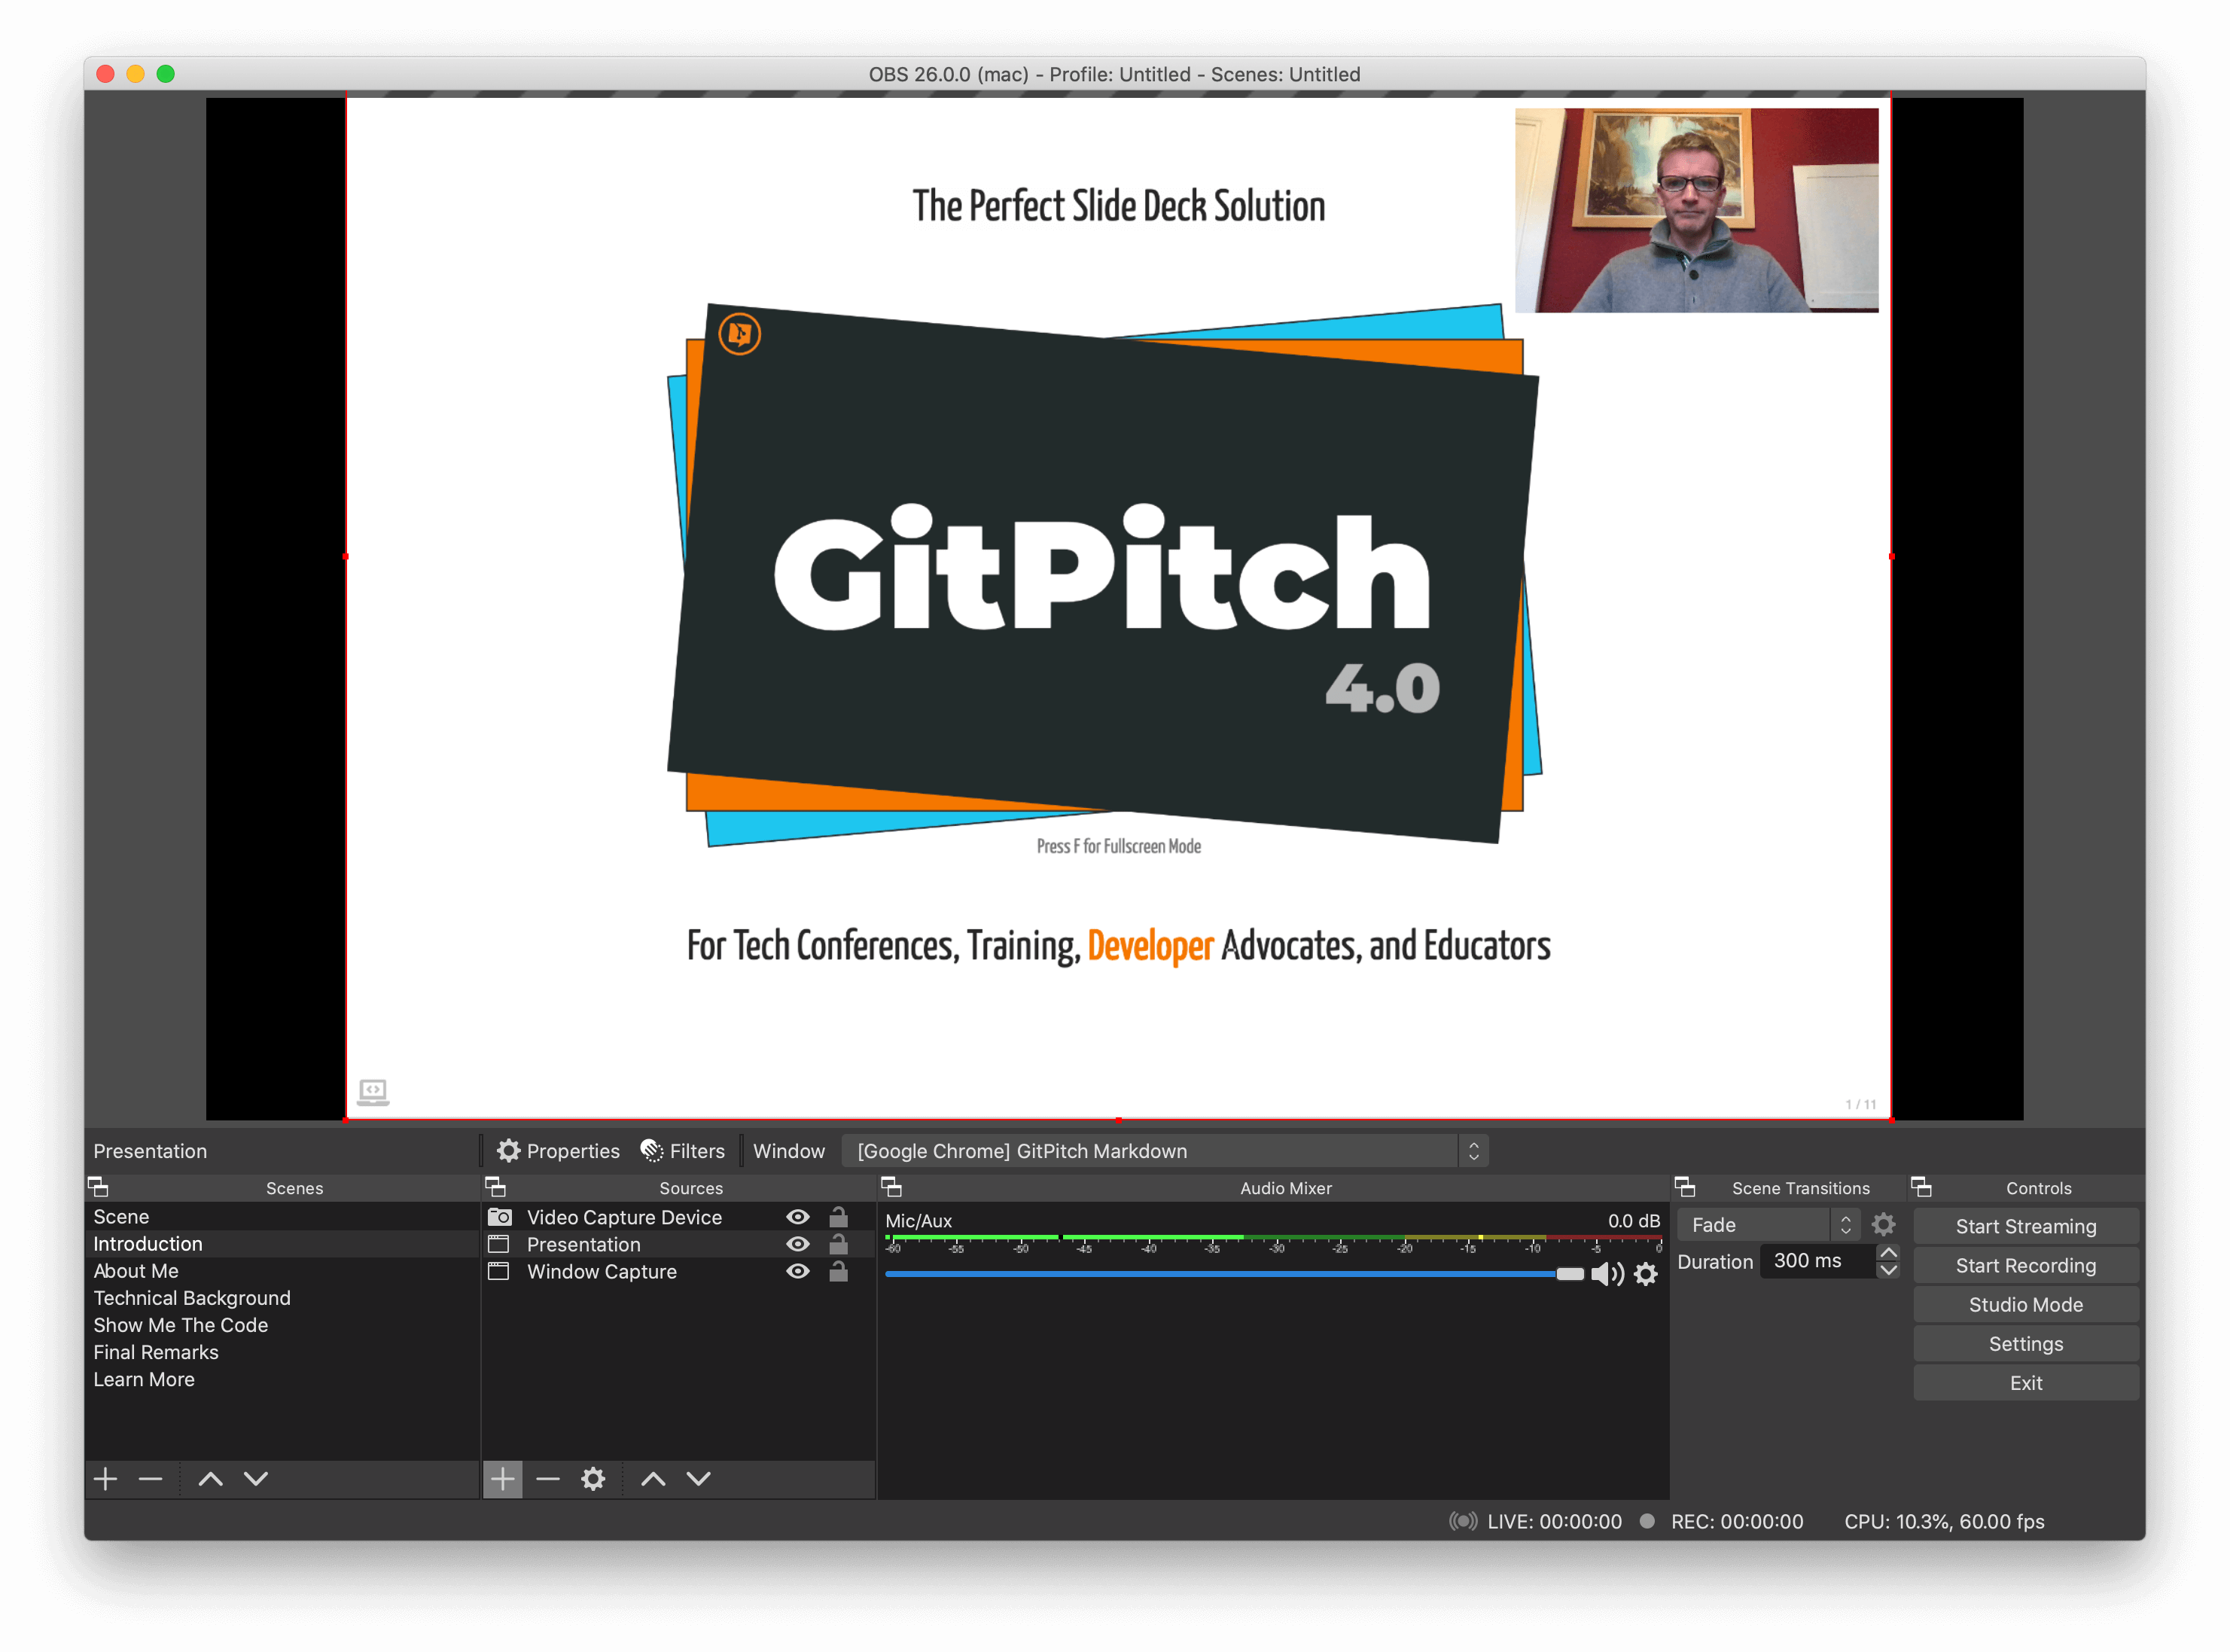 OBS 26.0.0 (mac) - Profile: Untitled - Scenes: Untitled
The Perfect Slide Deck Solution
GitPitch
4.0
Press F for Fullscreen Mode
For Tech Conferences, Training, Developer Advocates, and Educators
1 / 11
Presentation
Properties
Filters
Window
[Google Chrome] GitPitch Markdown
Scenes
Scene
Introduction
About Me
Technical Background
Show Me The Code
Final Remarks
Learn More
Sources
Video Capture Device
Presentation
Window Capture
Audio Mixer
Mic/Aux
0.0 dB
-60 -55 -50 -45 -40 -35 -30 -25 -20 -15 -10 -5 0
Scene Transitions
Fade
Duration 300 ms
Controls
Start Streaming
Start Recording
Studio Mode
Settings
Exit
LIVE: 00:00:00
REC: 00:00:00
CPU: 10.3%, 60.00 fps